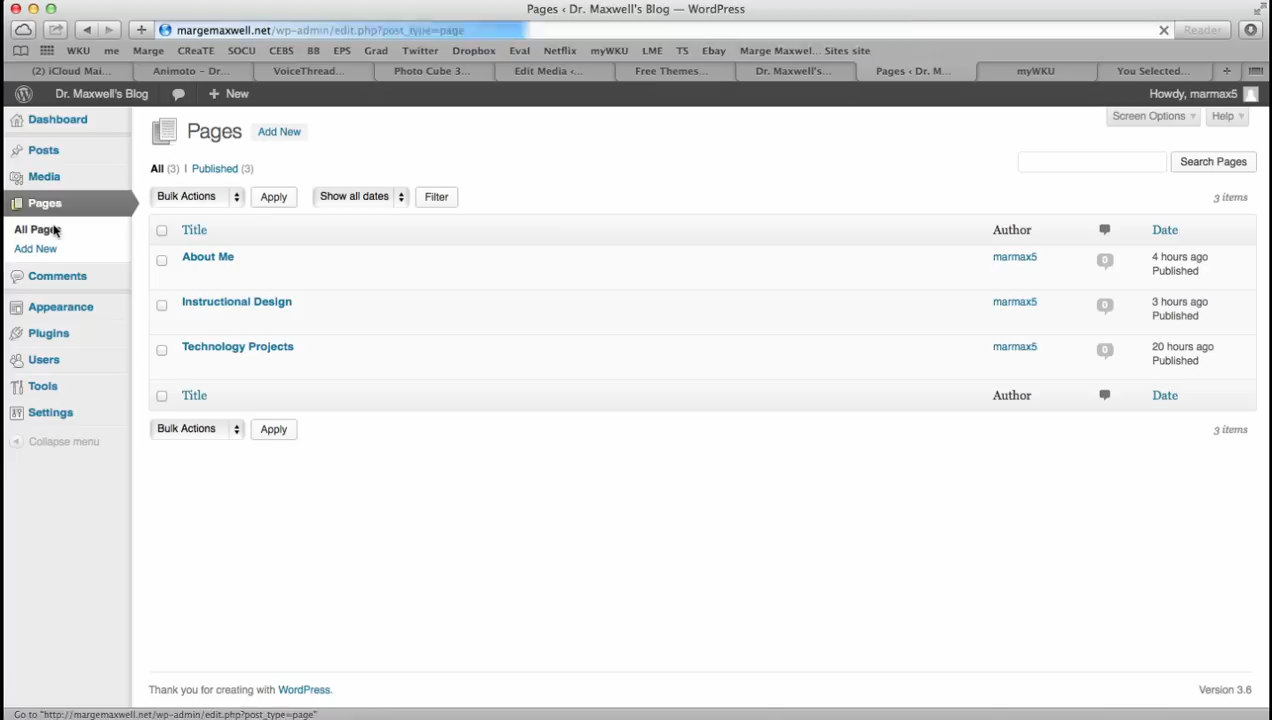 Pages ‹ Dr. Maxwell's Blog — WordPress
margemaxwell.net/wp-admin/edit.php?post_type=page
Reader
WKU me Marge CReaTE SOCU CEBS BB EPS Grad Twitter Dropbox Eval Netflix myWKU LME TS Ebay Marge Maxwel... Sites site
(2) iCloud Mai... Animoto – Dr... VoiceThread... Photo Cube 3... Edit Media ‹... Free Themes... Dr. Maxwell's... Pages ‹ Dr. M... myWKU You Selected...
Dr. Maxwell's Blog + New Howdy, marmax5
Dashboard
Posts
Media
Pages
All Pages
Add New
Comments
Appearance
Plugins
Users
Tools
Settings
Collapse menu
Screen Options Help
Pages Add New
All (3) | Published (3)
Search Pages
Bulk Actions Apply Show all dates Filter 3 items
Title Author Date
About Me marmax5 0 4 hours ago
Published
Instructional Design marmax5 0 3 hours ago
Published
Technology Projects marmax5 0 20 hours ago
Published
Title Author Date
Bulk Actions Apply 3 items
Thank you for creating with WordPress. Version 3.6
Go to "http://margemaxwell.net/wp-admin/edit.php?post_type=page"